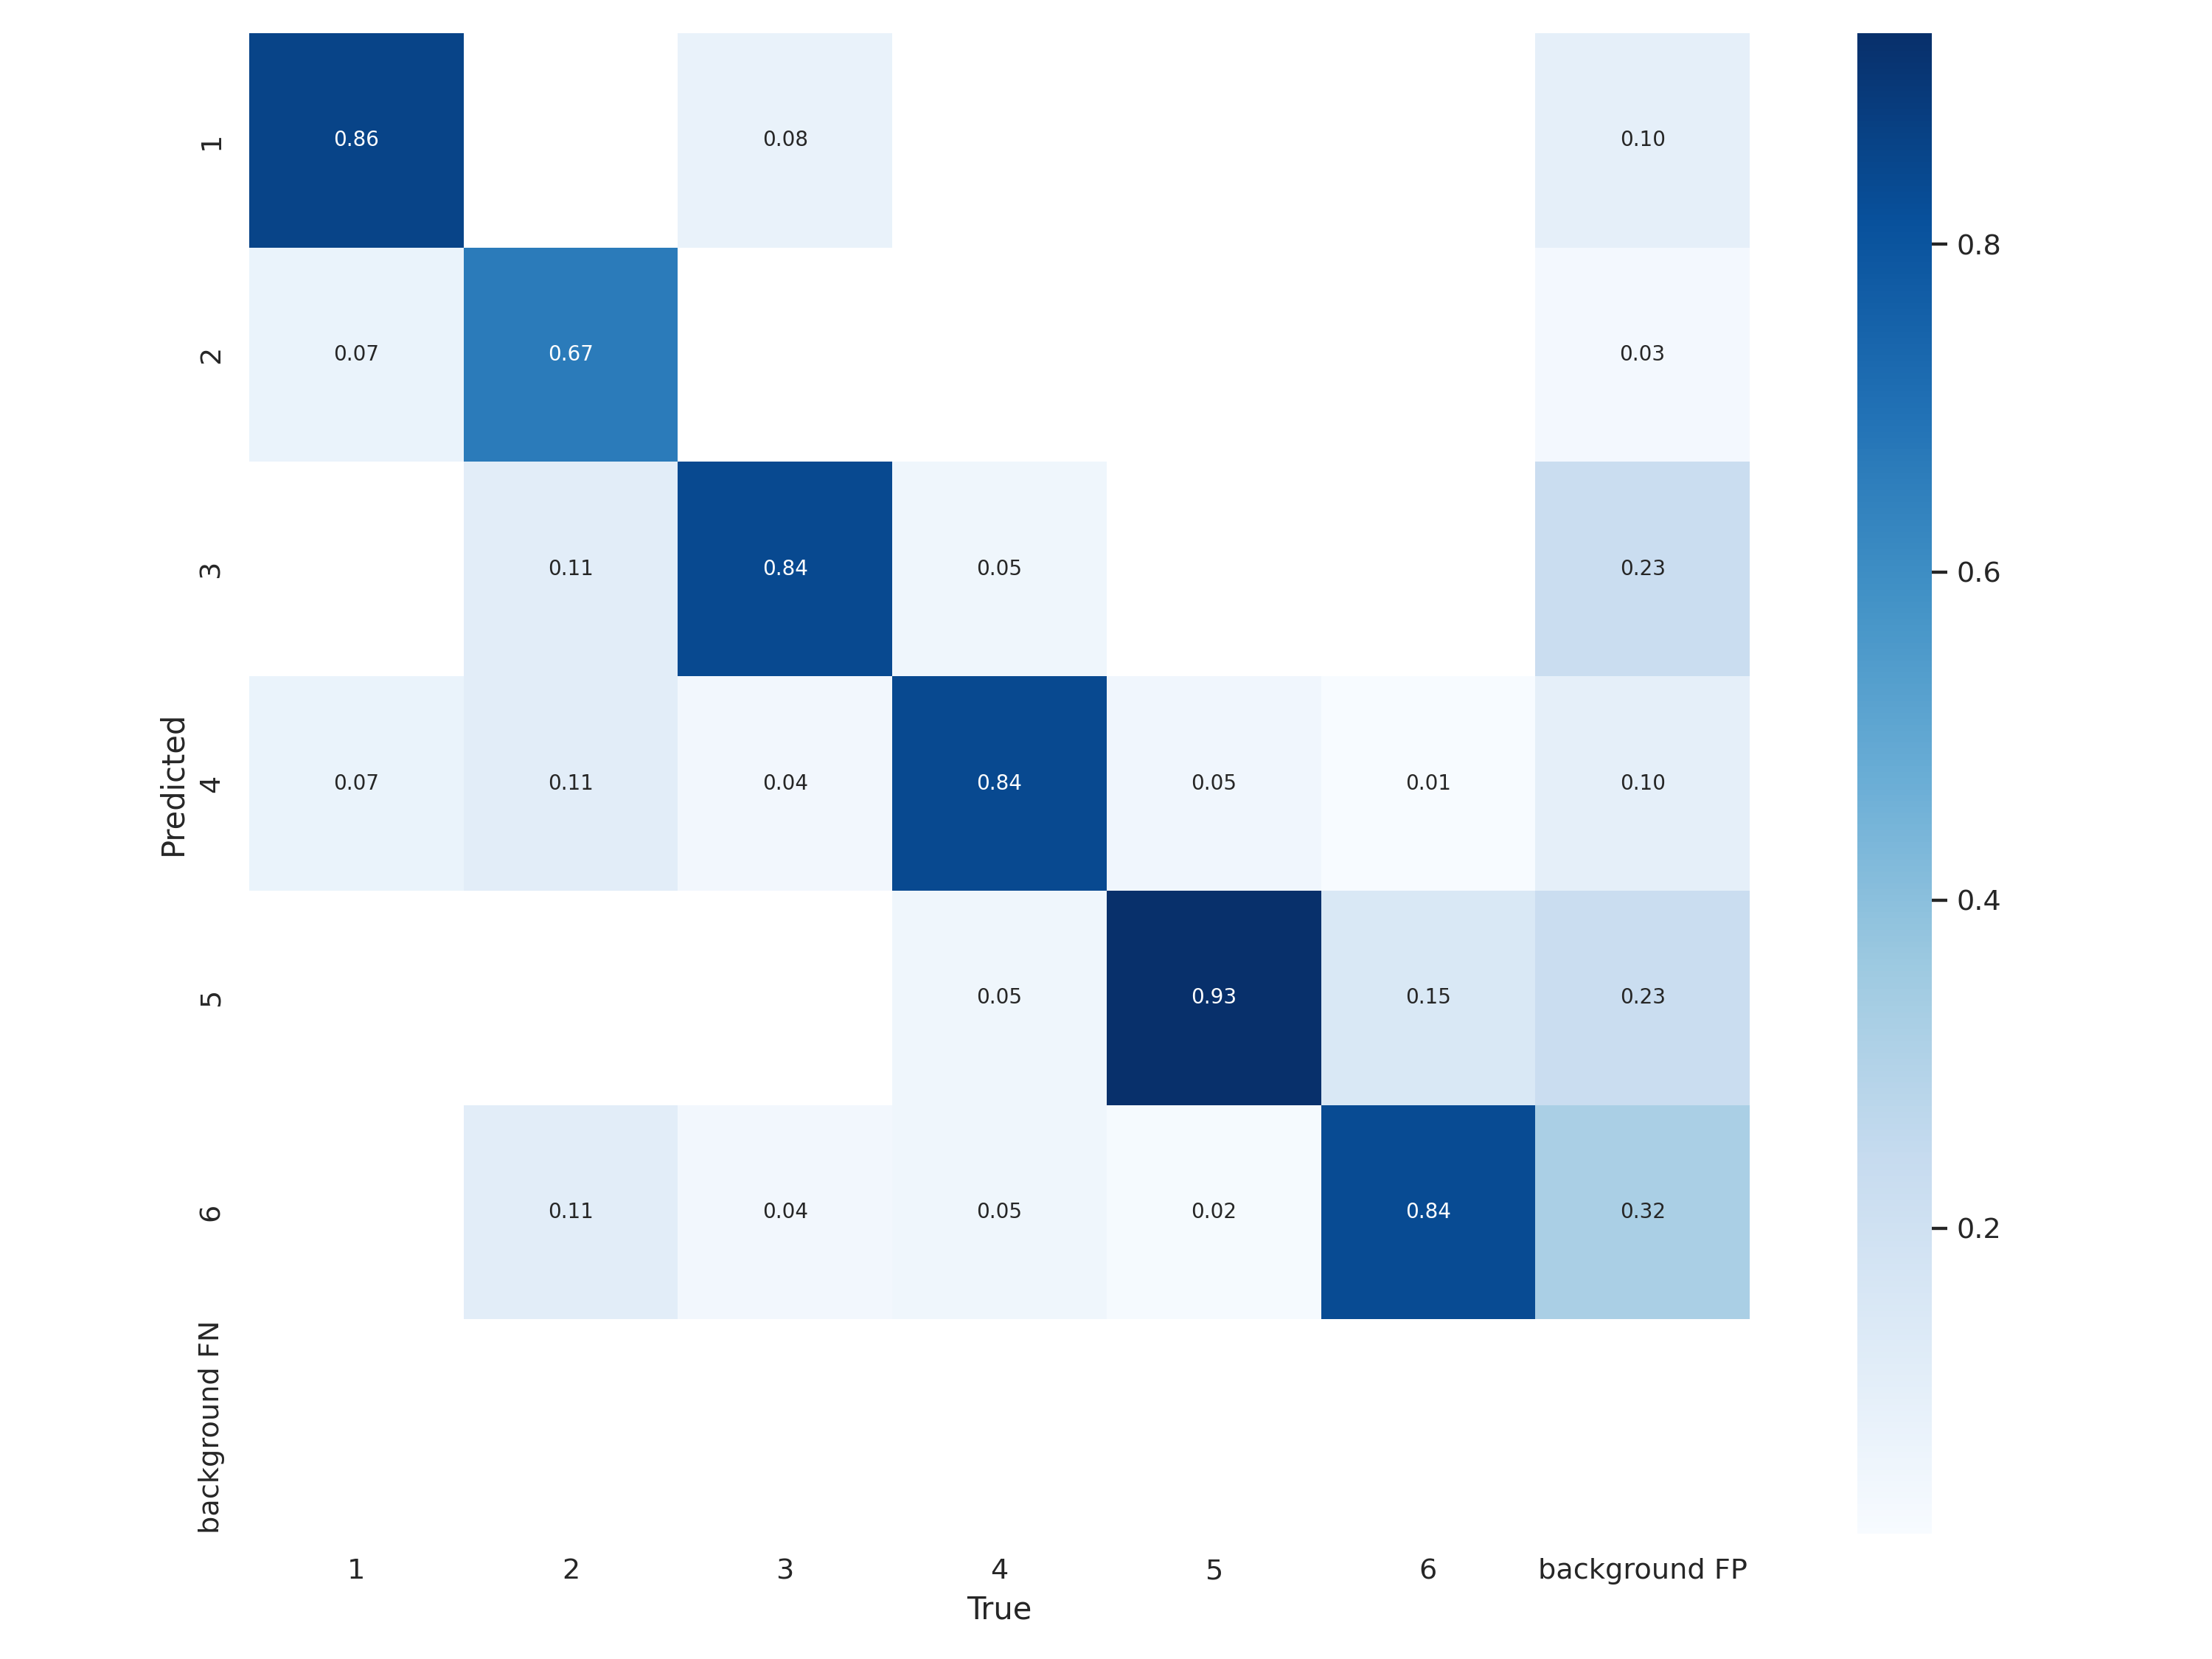 1 0.86 0.08 0.10
0.8
2 0.07 0.67 0.03
3 0.11 0.84 0.05 0.23
0.6
Predicted
4 0.07 0.11 0.04 0.84 0.05 0.01 0.10
0.4
5 0.05 0.93 0.15 0.23
6 0.11 0.04 0.05 0.02 0.84 0.32
0.2
background FN
1 2 3 4 5 6 background FP
True